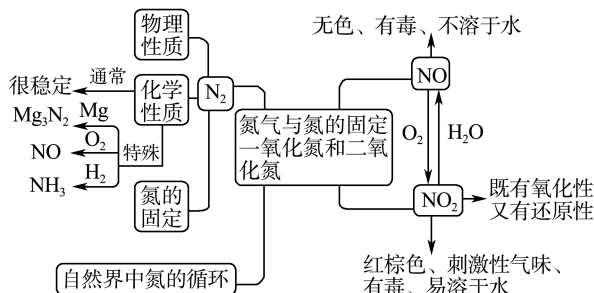 物理
性质
无色、有毒、不溶于水
很稳定
通常
化学
性质
N₂
NO
Mg₃N₂
Mg
O₂
NO
特殊
H₂
NH₃
氮气与氮的固定
一氧化氮和二氧
化氮
O₂
H₂O
氮的
固定
NO₂
既有氧化性
又有还原性
自然界中氮的循环
红棕色、刺激性气味、
有毒、易溶于水